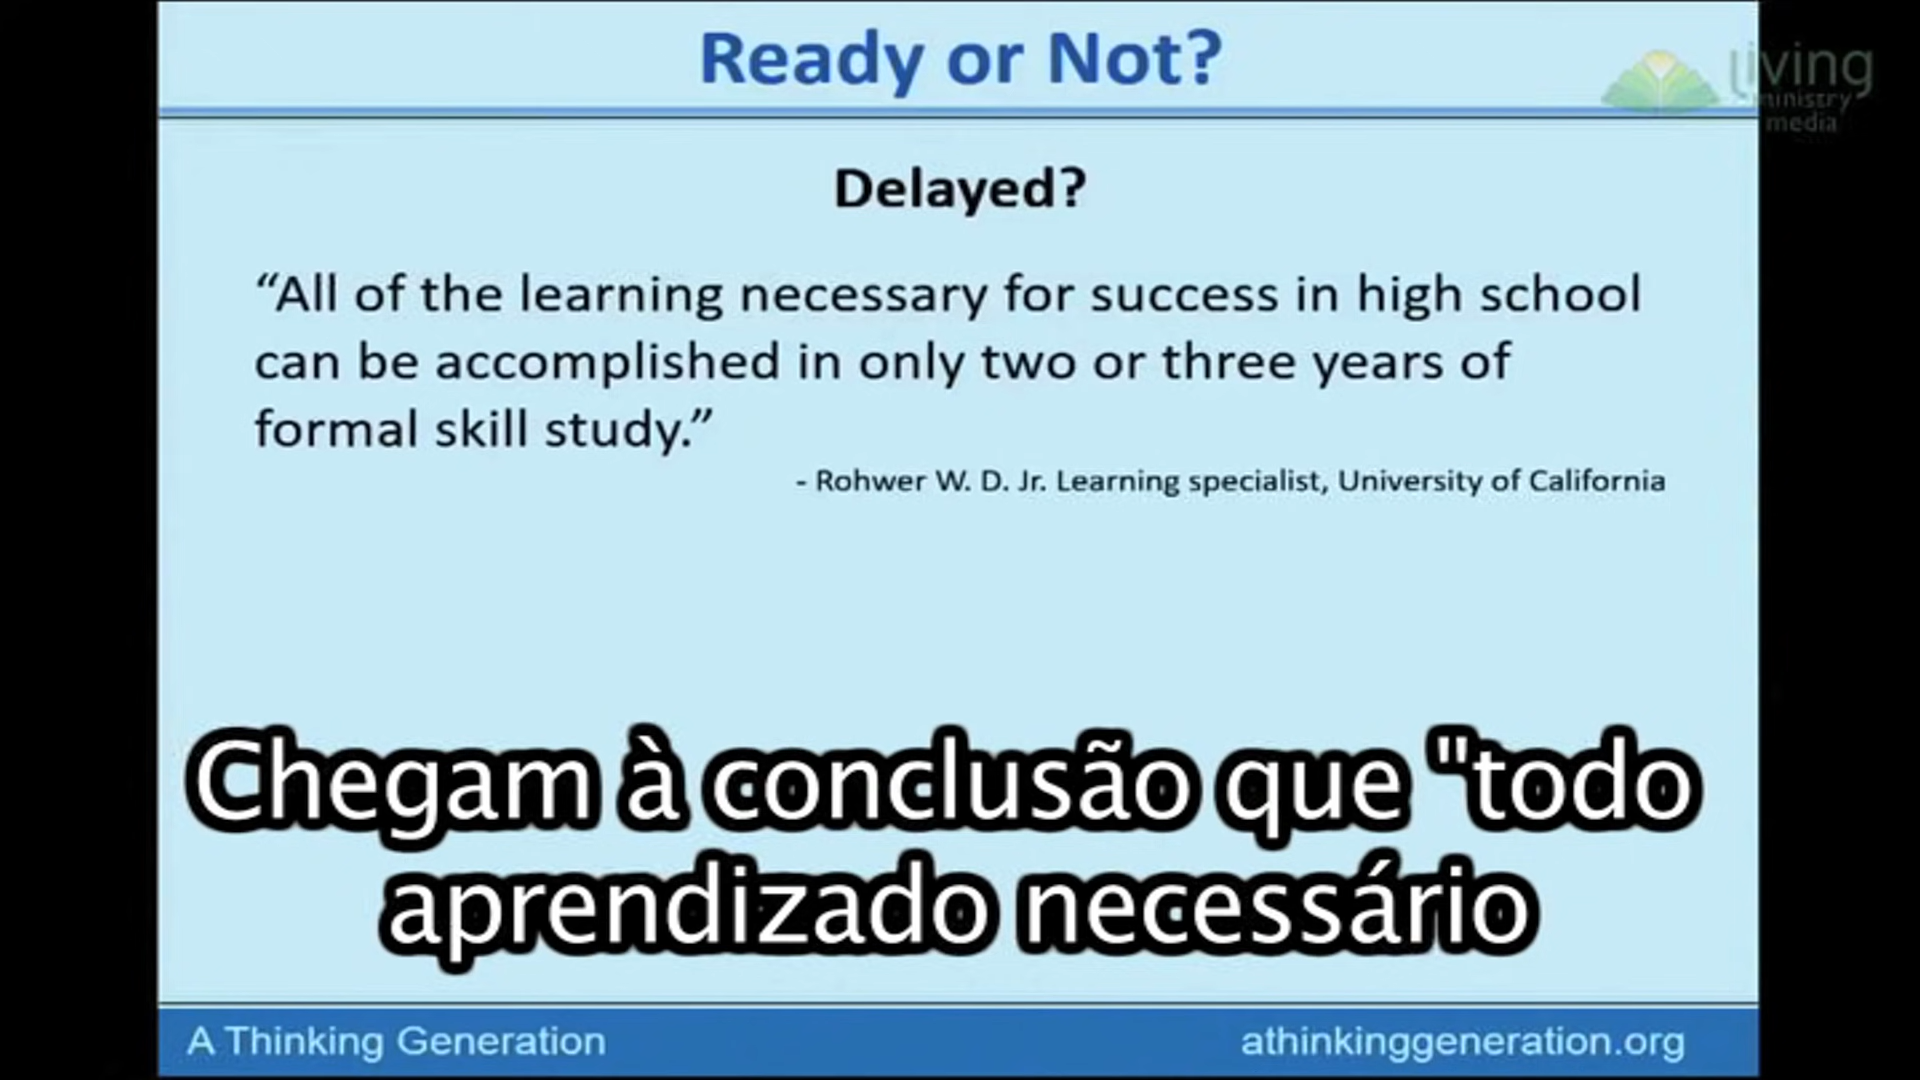 Ready or Not?
living
ministry
media
Delayed?
“All of the learning necessary for success in high school
can be accomplished in only two or three years of
formal skill study.”
- Rohwer W. D. Jr. Learning specialist, University of California
Chegam à conclusão que "todo
aprendizado necessário
A Thinking Generation
athinkinggeneration.org